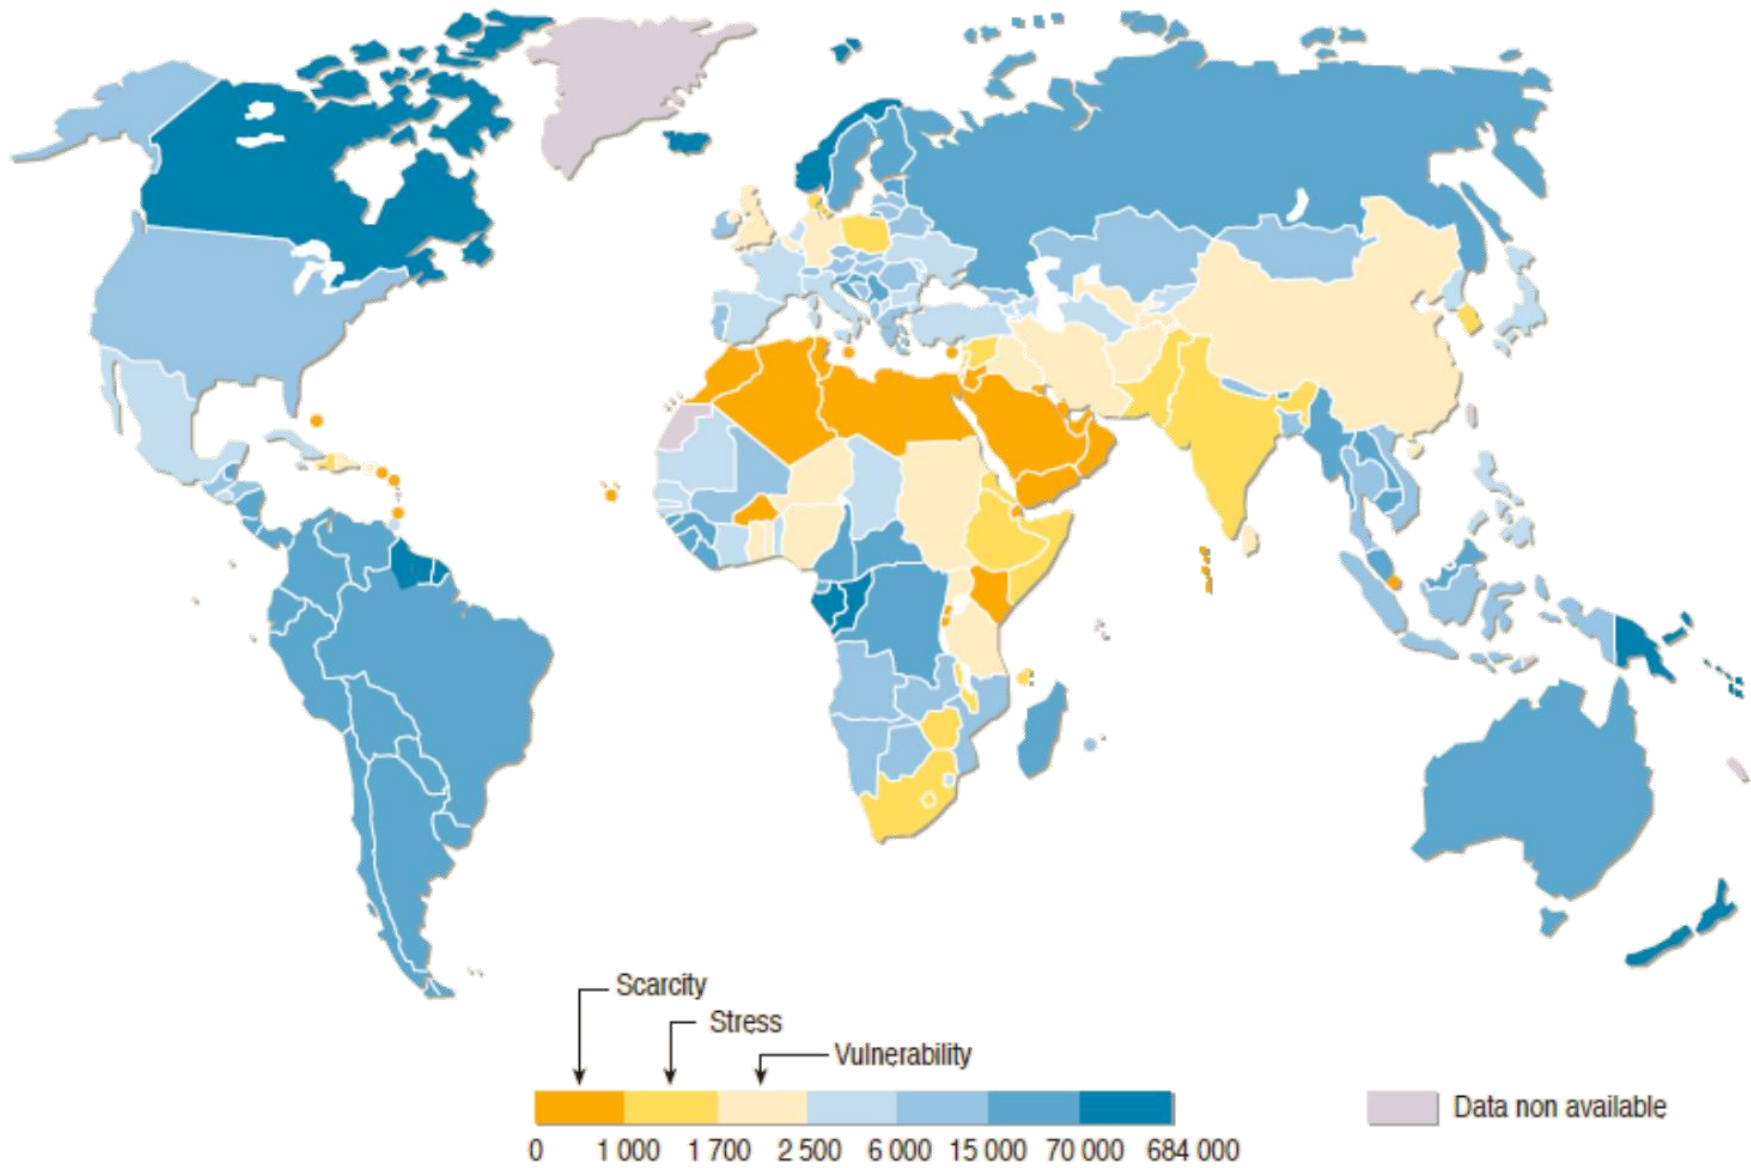 Scarcity
Stress
Vulnerability
0 1 000 1 700 2 500 6 000 15 000 70 000 684 000
Data non available